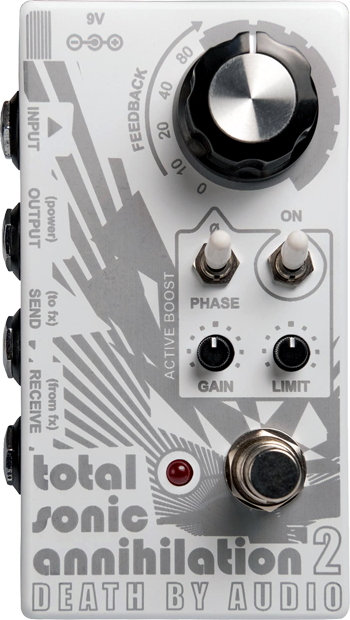 9V
FEEDBACK
0
10
20
40
80
INPUT
OUTPUT
(power)
SEND
(to fx)
RECEIVE
(from fx)
ACTIVE BOOST
ø
ON
PHASE
GAIN
LIMIT
total
sonic
annihilation 2
DEATH BY AUDIO